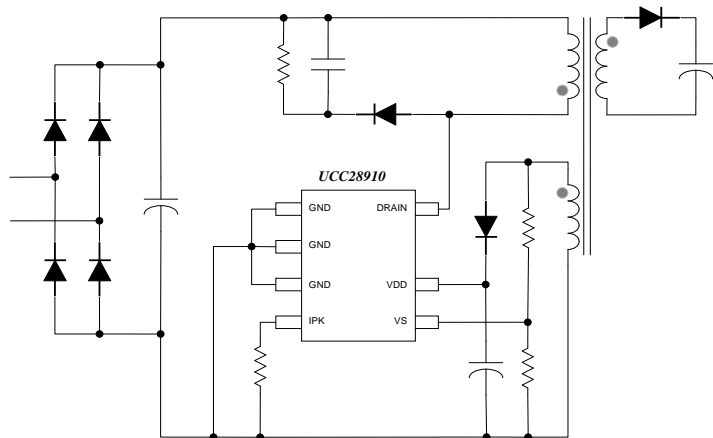 UCC28910
GND
DRAIN
GND
GND
VDD
IPK
VS